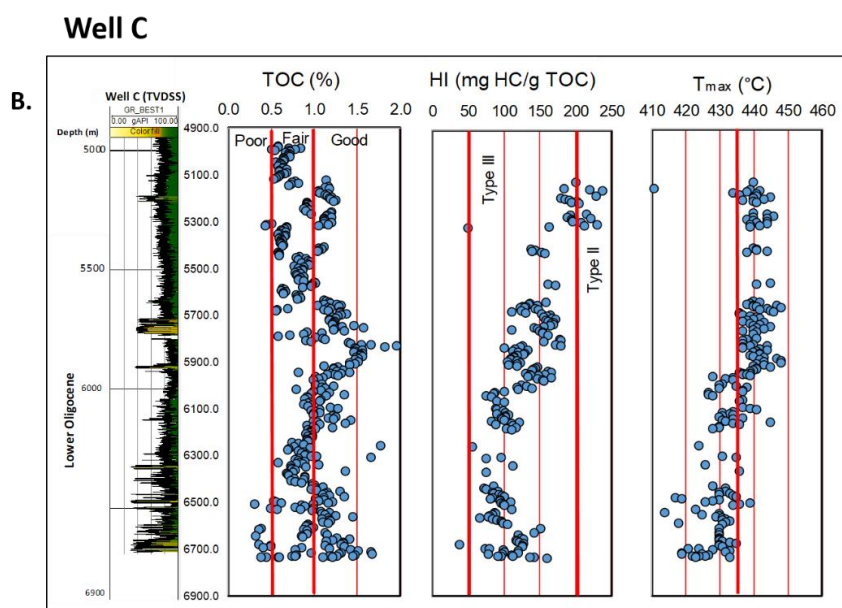 Well C
B.
Well C (TVDSS)
GR_BEST1
0.00 gAPI 100.00
Depth (m) Color fill
5000
5500
6000
6900
Lower Oligocene
TOC (%)
0.0 0.5 1.0 1.5 2.0
4900.0
5100.0
5300.0
5500.0
5700.0
5900.0
6100.0
6300.0
6500.0
6700.0
6900.0
Poor Fair Good
HI (mg HC/g TOC)
0 50 100 150 200 250
Type III
Type II
Tmax (°C)
410 420 430 440 450 460